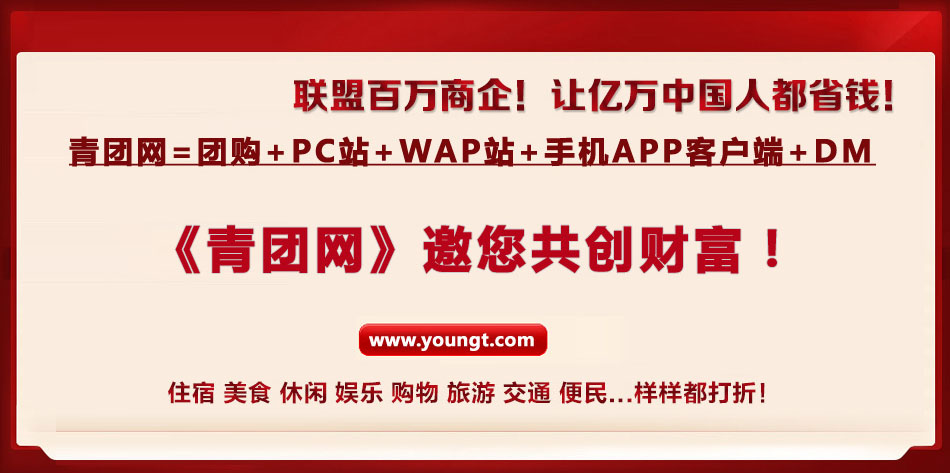 联盟百万商企！让亿万中国人都省钱！
青团网=团购+PC站+WAP站+手机APP客户端+DM
《青团网》邀您共创财富！
www.youngt.com
住宿 美食 休闲 娱乐 购物 旅游 交通 便民...样样都打折！